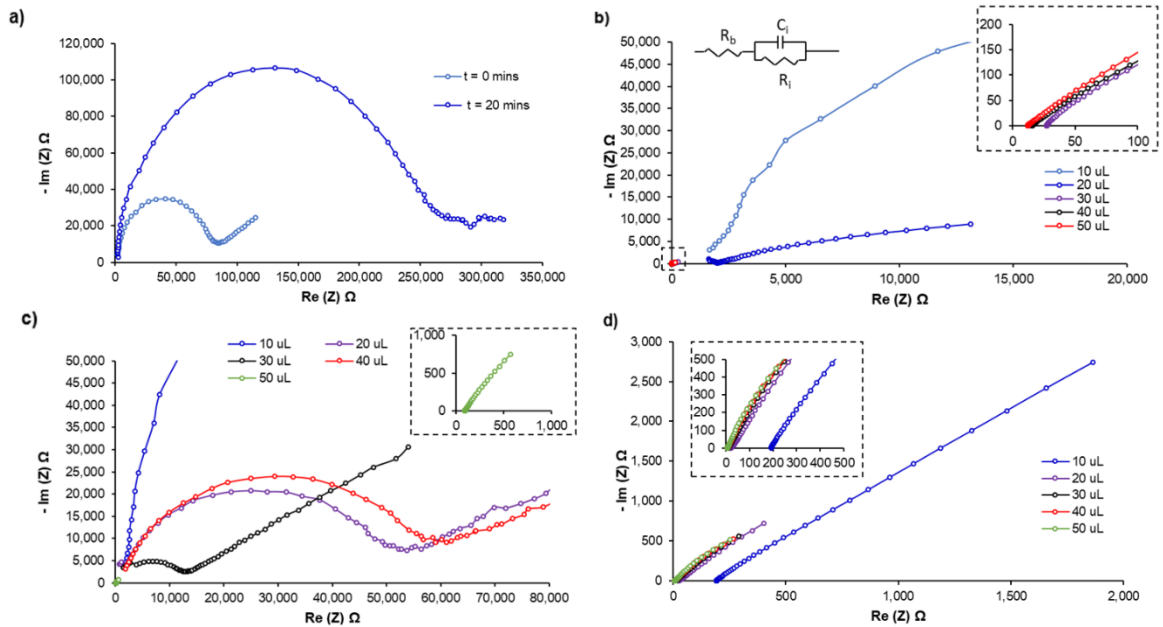 a)
- Im (Z) Ω
120,000
100,000
80,000
60,000
40,000
20,000
0
0
50,000
100,000
150,000
200,000
250,000
300,000
350,000
Re (Z) Ω
t = 0 mins
t = 20 mins
b)
- Im (Z) Ω
50,000
45,000
40,000
35,000
30,000
25,000
20,000
15,000
10,000
5,000
0
0
5,000
10,000
15,000
20,000
Re (Z) Ω
Rb
Ci
Ri
200
150
100
50
0
0
50
100
10 uL
20 uL
30 uL
40 uL
50 uL
c)
10 uL
20 uL
30 uL
40 uL
50 uL
- Im (Z) Ω
50,000
45,000
40,000
35,000
30,000
25,000
20,000
15,000
10,000
5,000
0
0
10,000
20,000
30,000
40,000
50,000
60,000
70,000
80,000
Re (Z) Ω
1,000
500
0
0
500
1,000
d)
- Im (Z) Ω
3,000
2,500
2,000
1,500
1,000
500
0
0
500
1,000
1,500
2,000
Re (Z) Ω
500
400
300
200
100
0
0
100
200
300
400
500
10 uL
20 uL
30 uL
40 uL
50 uL